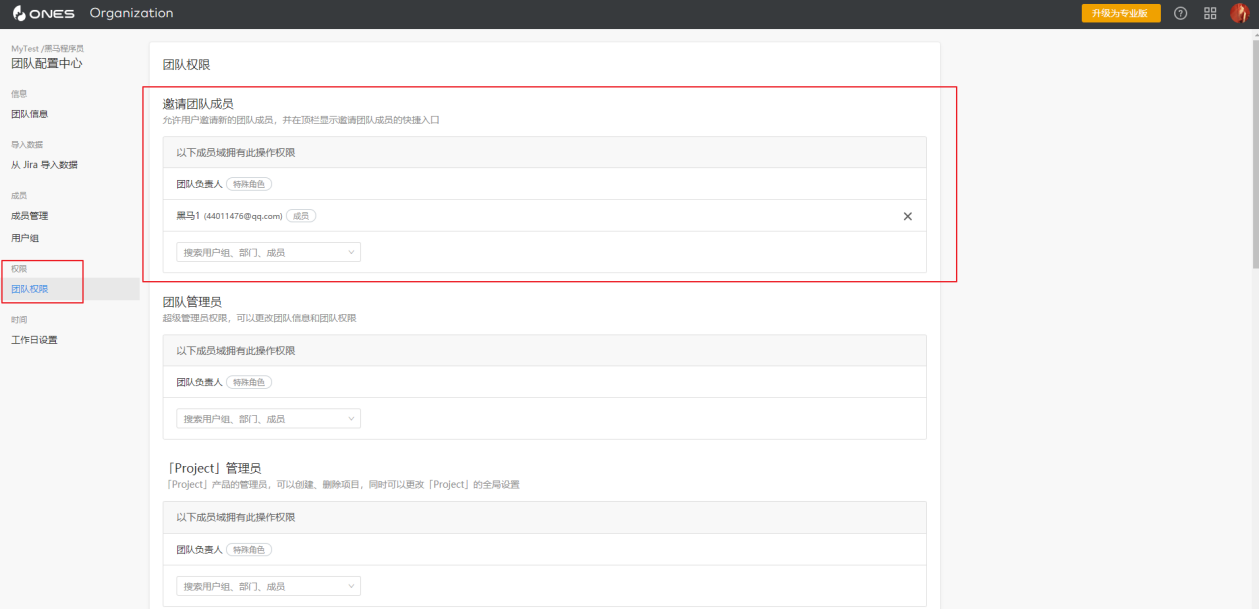 ONES Organization 升级为专业版
MyTest /黑马程序员
团队配置中心
信息
团队信息
导入数据
从 Jira 导入数据
成员
成员管理
用户组
权限
团队权限
时间
工作日设置
团队权限
邀请团队成员
允许用户邀请新的团队成员，并在顶栏显示邀请团队成员的快捷入口
以下成员域拥有此操作权限
团队负责人 特殊角色
黑马1 (44011476@qq.com) 成员
搜索用户组、部门、成员
团队管理员
超级管理员权限，可以更改团队信息和团队权限
以下成员域拥有此操作权限
团队负责人 特殊角色
搜索用户组、部门、成员
「Project」管理员
「Project」产品的管理员，可以创建、删除项目，同时可以更改「Project」的全局设置
以下成员域拥有此操作权限
团队负责人 特殊角色
搜索用户组、部门、成员